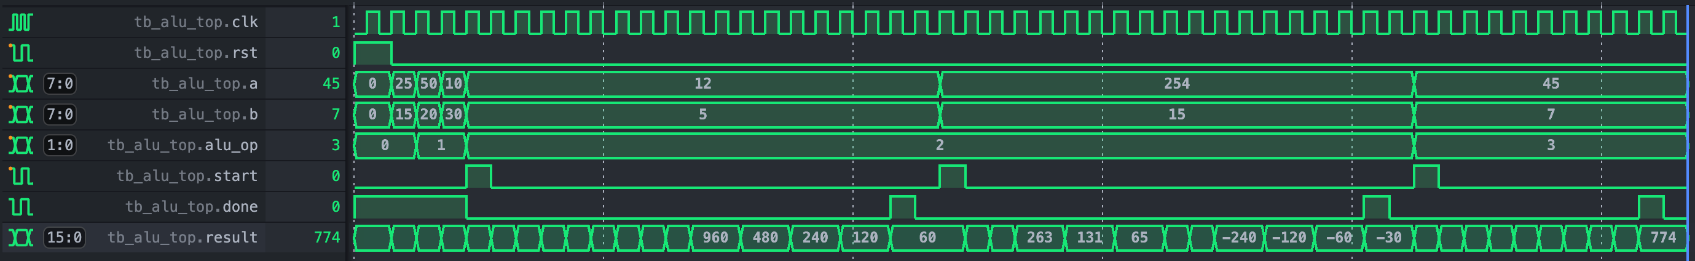 tb_alu_top.clk 1
tb_alu_top.rst 0
7:0 tb_alu_top.a 45 0 25 50 10 12 254 45
7:0 tb_alu_top.b 7 0 15 20 30 5 15 7
1:0 tb_alu_top.alu_op 3 0 1 2 3
tb_alu_top.start 0
tb_alu_top.done 0
15:0 tb_alu_top.result 774 960 480 240 120 60 263 131 65 -240 -120 -60 -30 774